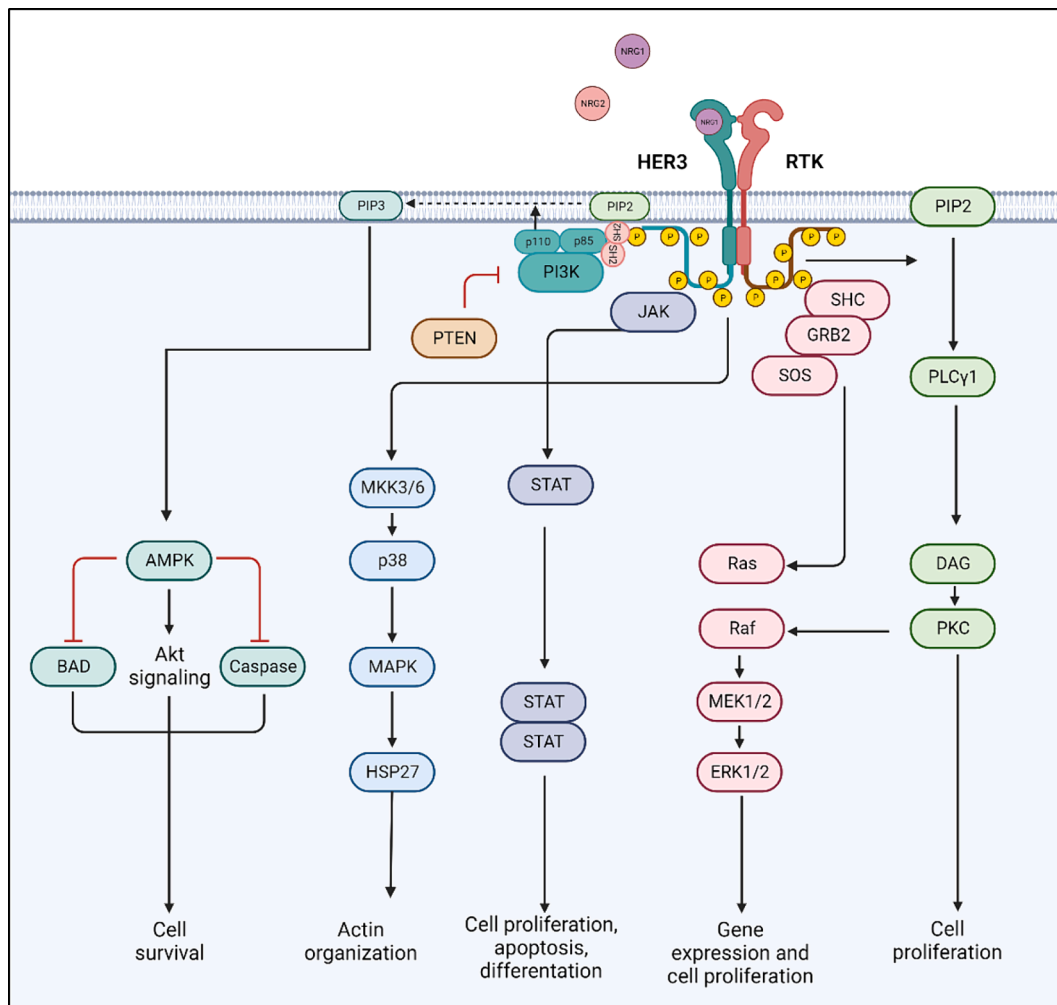 NRG1
NRG2
NRG1
HER3
RTK
PIP3
PIP2
PIP2
p110
p85
SH2
SH2
PI3K
P
P
P
P
P
P
P
P
P
P
P
P
PTEN
JAK
SHC
GRB2
SOS
PLCγ1
MKK3/6
STAT
AMPK
p38
Ras
DAG
Raf
PKC
BAD
Akt
signaling
Caspase
MAPK
STAT
STAT
MEK1/2
HSP27
ERK1/2
Cell
survival
Actin
organization
Cell proliferation,
apoptosis,
differentation
Gene
expression and
cell proliferation
Cell
proliferation